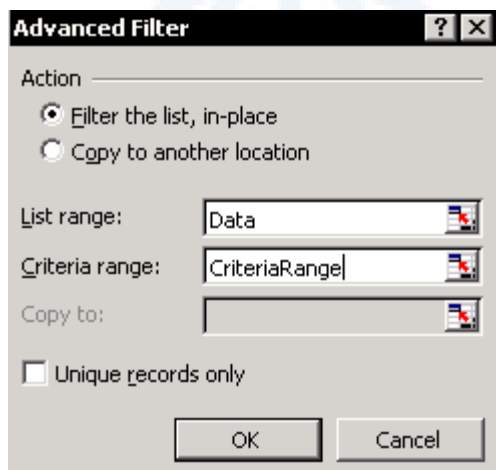 Advanced Filter
Action
Filter the list, in-place
Copy to another location
List range: Data
Criteria range: CriteriaRange
Copy to:
Unique records only
OK Cancel